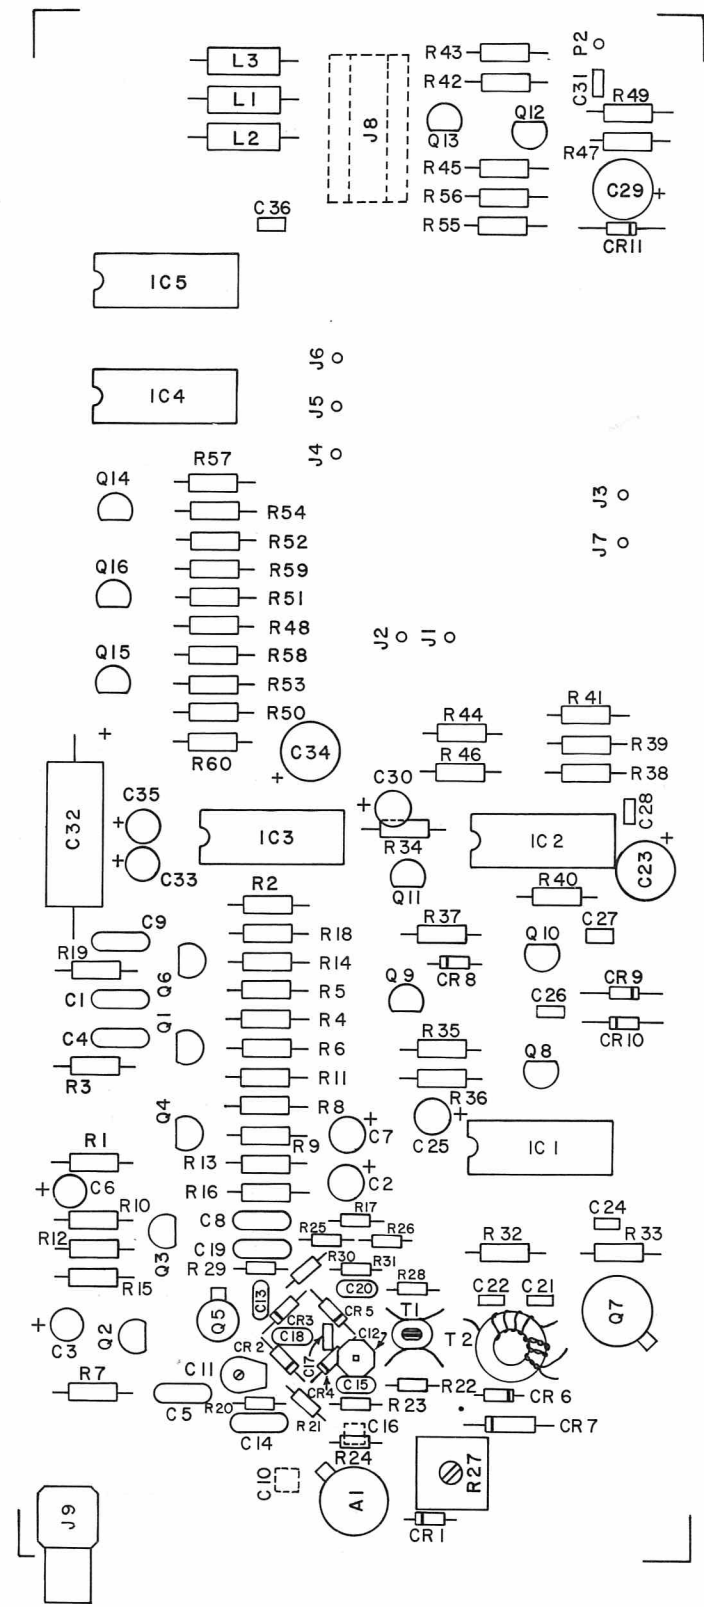 L3
L1
L2
J8
R43
R42
Q13
Q12
P2
C31
R49
R47
R45
R56
R55
C29
+
CR11
C36
IC5
IC4
J6
J5
J4
J3
J7
J2
J1
Q14
Q16
Q15
R57
R54
R52
R59
R51
R48
R58
R53
R50
R60
C34
+
R44
R46
R41
R39
R38
+
C32
C35
+
+
C33
IC3
C30
+
R34
Q11
IC2
C28
+
C23
R40
C27
Q10
R37
CR8
Q9
CR9
C26
CR10
R2
R18
R14
R5
R4
R6
R11
R8
R9
R13
R16
C9
R19
Q6
C1
Q1
C4
R3
Q4
R35
R36
Q8
+
C25
IC1
+
C7
+
C2
R1
+
C6
R10
R12
R15
Q3
C8
C19
R29
R17
R25
R26
R30
R31
C20
R28
C24
R32
R33
C22
C21
Q7
+
C3
Q2
Q5
C13
CR3
CR5
C18
C17
C12
T1
T2
CR2
CR4
C15
C11
R7
C5
R20
C14
R21
R22
R23
CR6
CR7
C16
R24
C10
A1
R27
CR1
J9